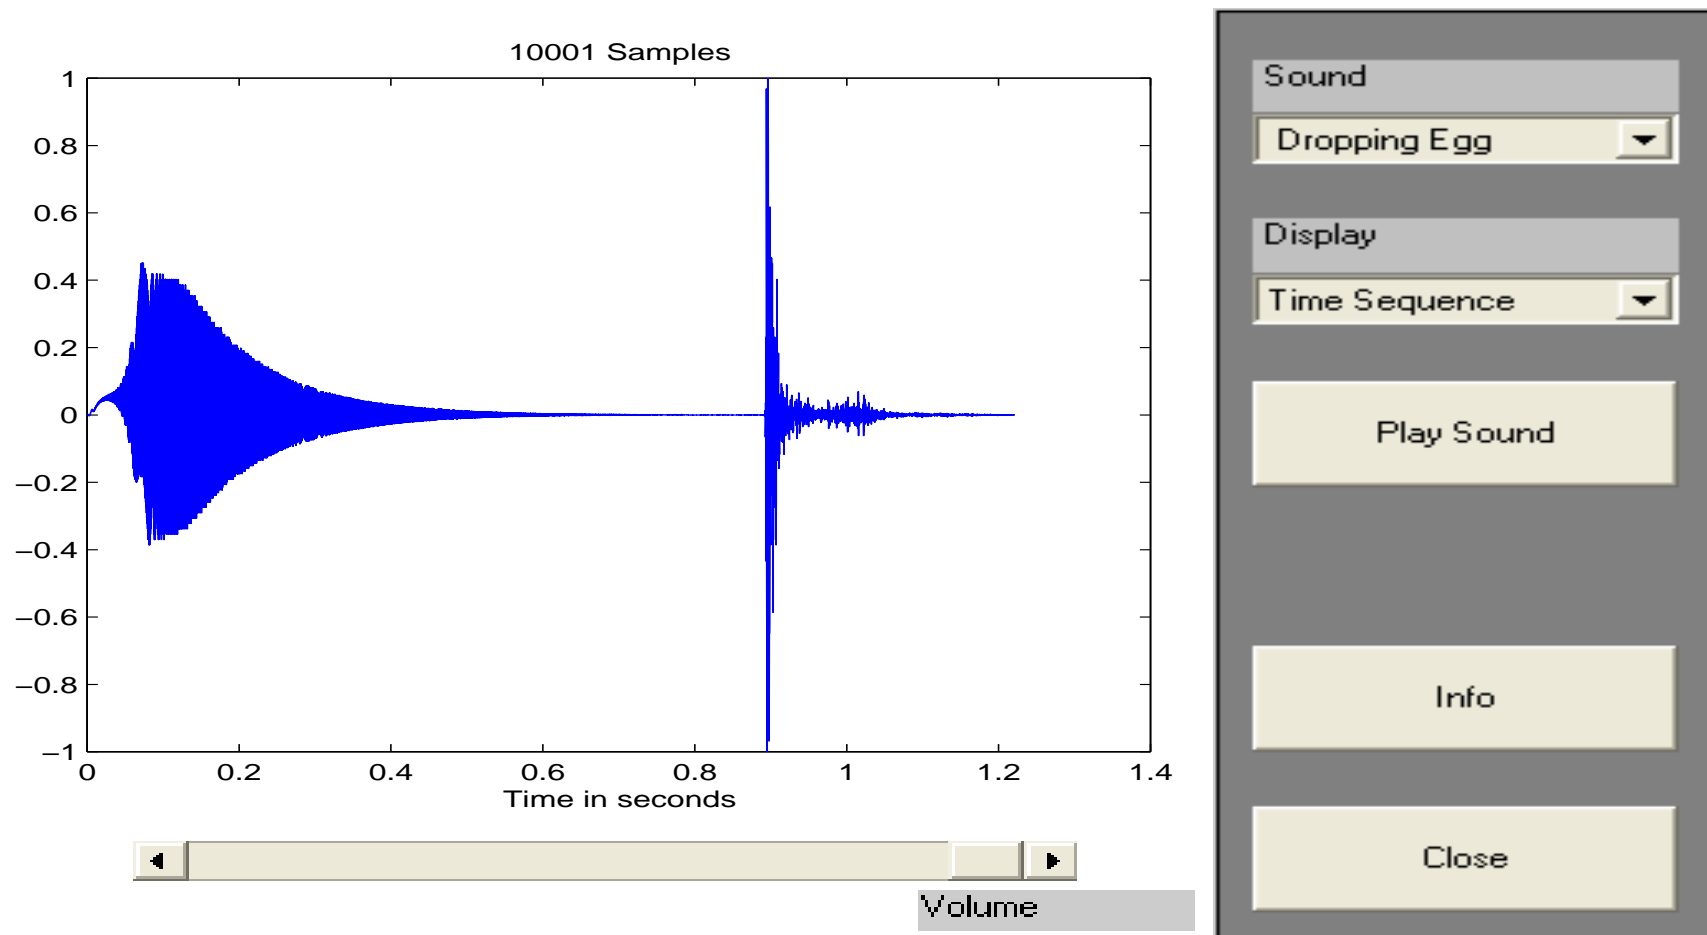 10001 Samples
1
0.8
0.6
0.4
0.2
0
−0.2
−0.4
−0.6
−0.8
−1
0 0.2 0.4 0.6 0.8 1 1.2 1.4
Time in seconds
Volume
Sound
Dropping Egg
Display
Time Sequence
Play Sound
Info
Close